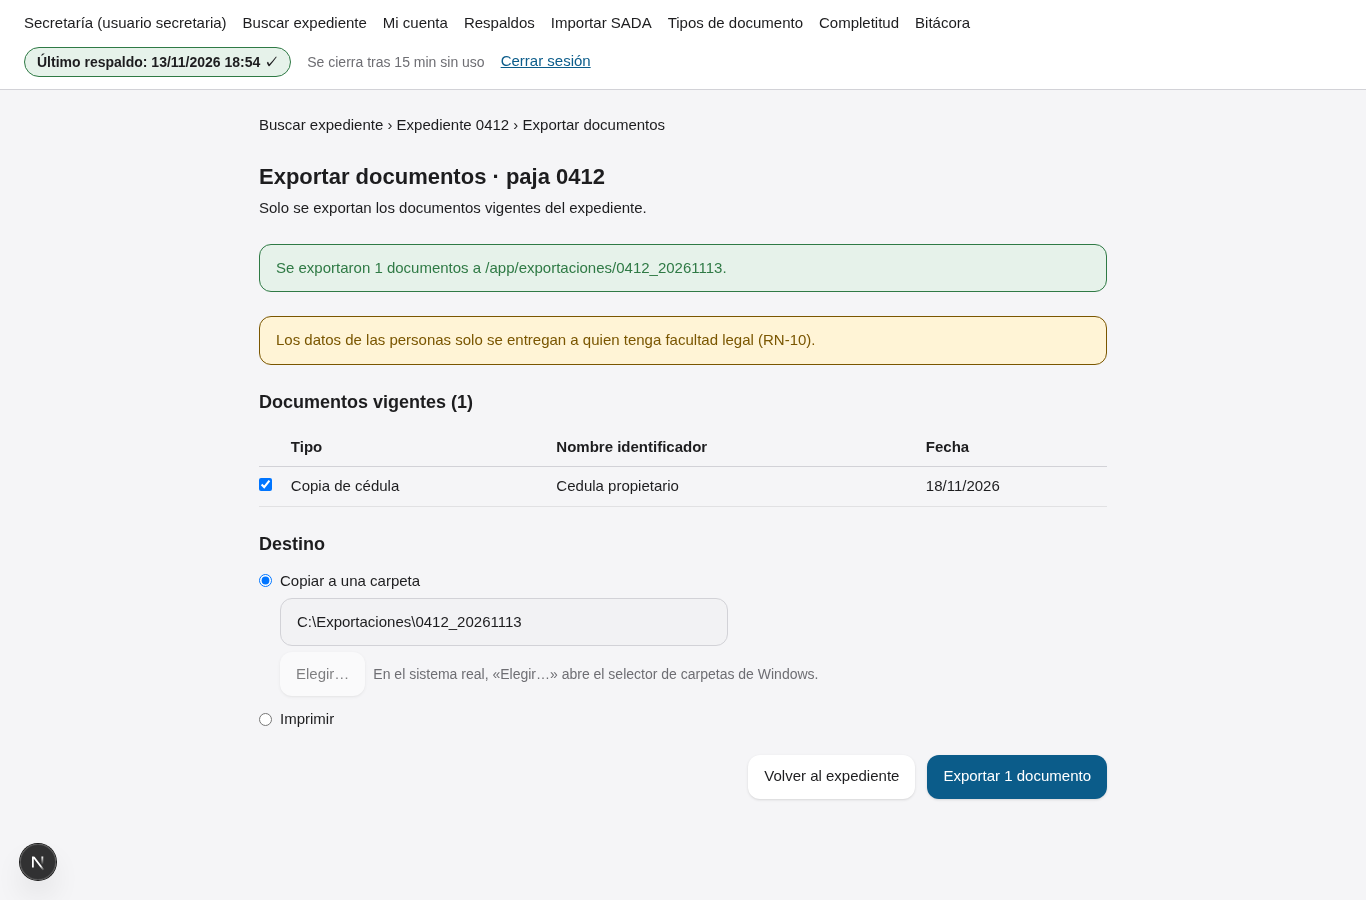 Secretaría (usuario secretaria) Buscar expediente Mi cuenta Respaldos Importar SADA Tipos de documento Completitud Bitácora
Último respaldo: 13/11/2026 18:54 ✓ Se cierra tras 15 min sin uso Cerrar sesión
Buscar expediente › Expediente 0412 › Exportar documentos
Exportar documentos · paja 0412
Solo se exportan los documentos vigentes del expediente.
Se exportaron 1 documentos a /app/exportaciones/0412_20261113.
Los datos de las personas solo se entregan a quien tenga facultad legal (RN-10).
Documentos vigentes (1)
Tipo Nombre identificador Fecha
Copia de cédula Cedula propietario 18/11/2026
Destino
Copiar a una carpeta
C:\Exportaciones\0412_20261113
Elegir… En el sistema real, «Elegir…» abre el selector de carpetas de Windows.
Imprimir
Volver al expediente Exportar 1 documento
N